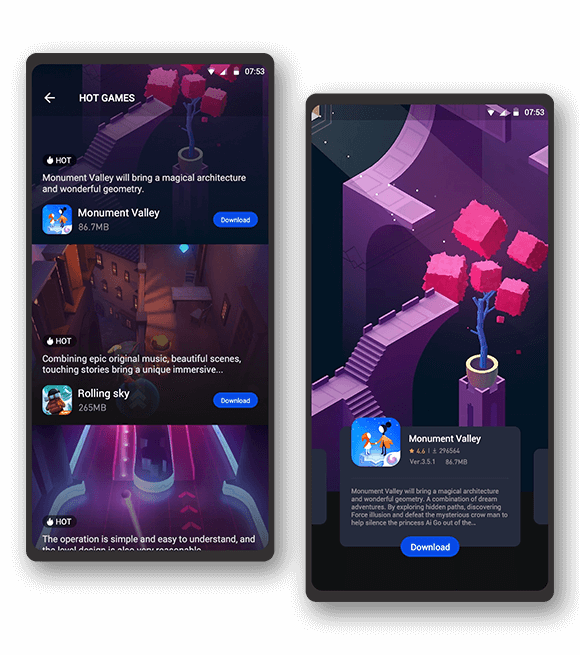 07:53
HOT GAMES
HOT
Monument Valley will bring a magical architecture
and wonderful geometry.
Monument Valley
86.7MB
Download
HOT
Combining epic original music, beautiful scenes,
touching stories bring a unique immersive...
Rolling sky
265MB
Download
HOT
The operation is simple and easy to understand, and
the level design is also very reasonable
07:53
Monument Valley
4.6 | 296564
Ver.3.5.1 86.7MB
Monument Valley will bring a magical architecture
and wonderful geometry. A combination of dream
adventures. By exploring hidden paths, discovering
Force illusion and defeat the mysterious crow man to
help silence the princess Ai Go out of the...
Download